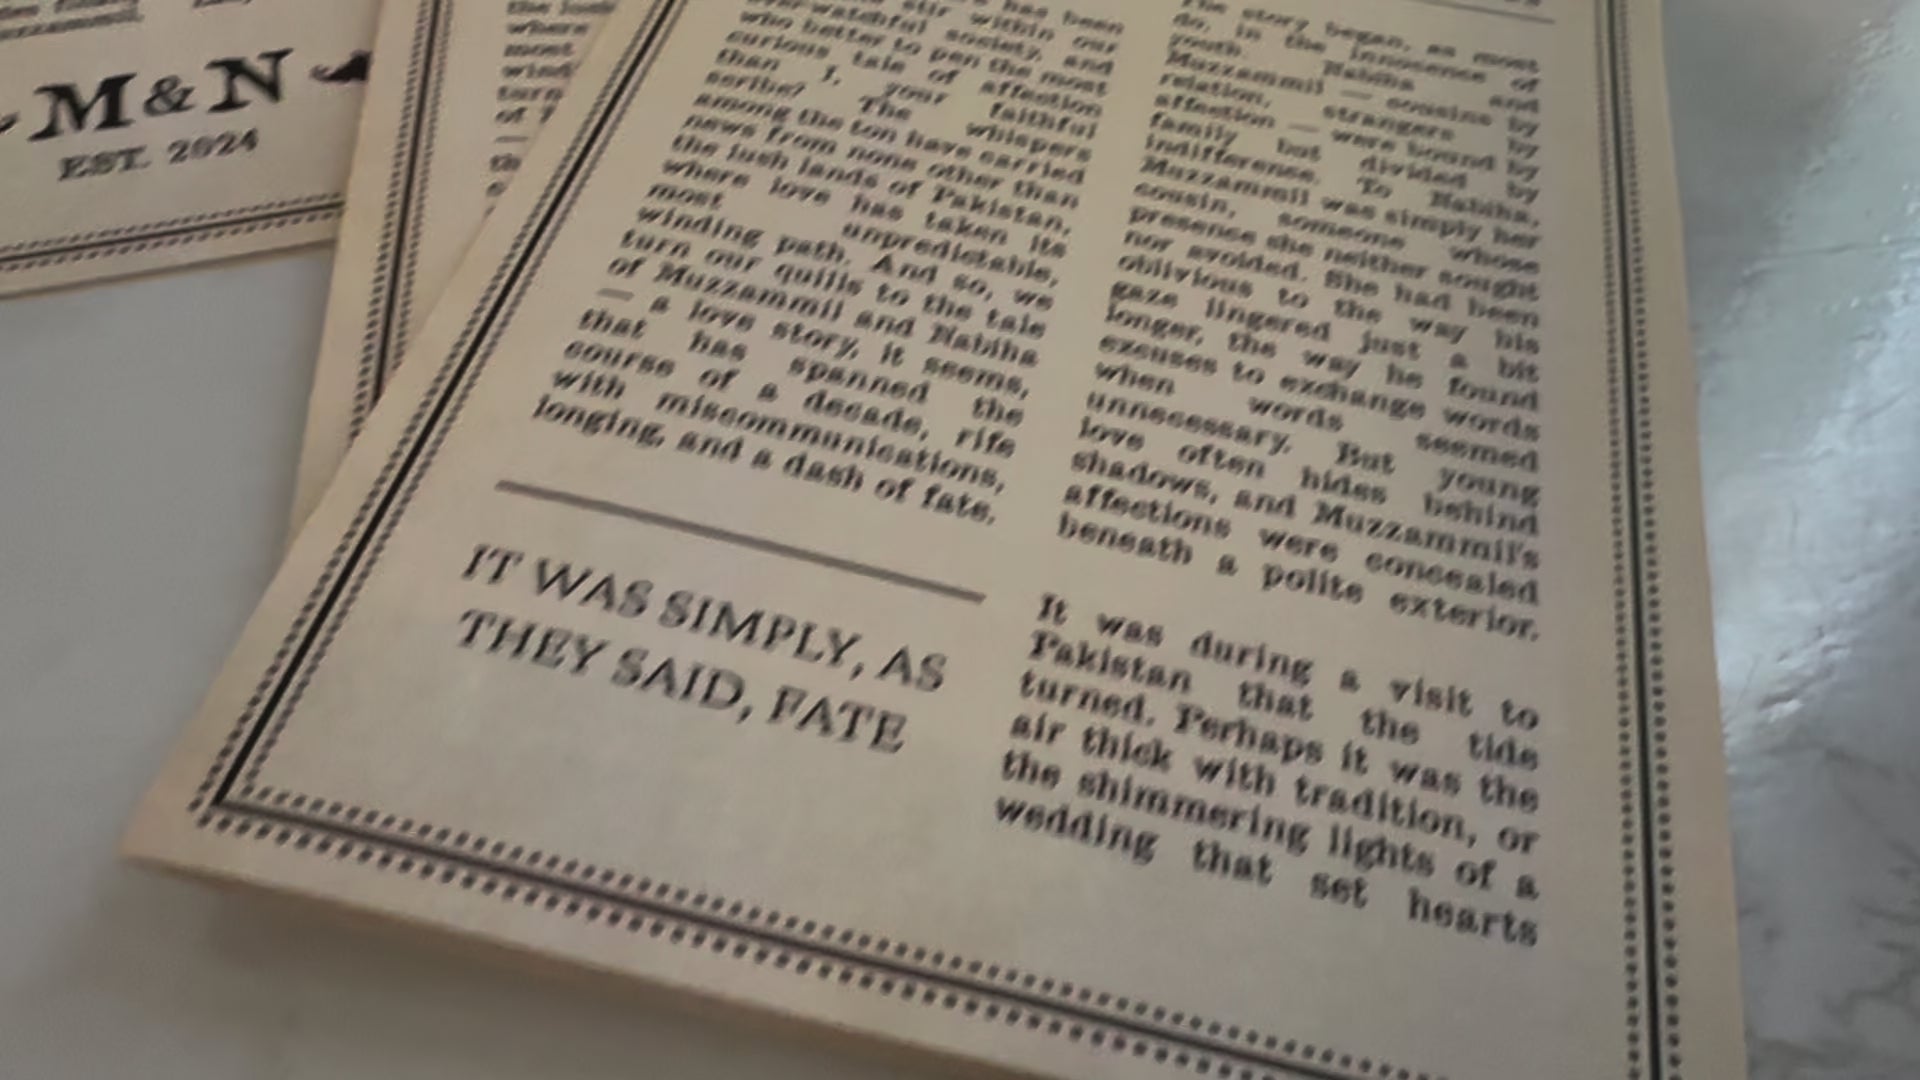 M & N
EST. 2024
has been
stir within our
ever-watchful society, and
who better to pen the most
curious tale of affection
than I, your faithful
scribe? The whispers
among the ton have carried
news from none other than
the lush lands of Pakistan,
where love has taken its
most unpredictable,
winding path. And so, we
turn our quills to the tale
of Muzzammil and Nabiha
— a love story, it seems,
that has spanned the
course of a decade, rife
with miscommunications,
longing, and a dash of fate.
IT WAS SIMPLY, AS
THEY SAID, FATE
The story began, as most
do, in the innocence of
youth. Nabiha and
Muzzammil — cousins by
relation, strangers by
affection — were bound by
family but divided by
indifference. To Nabiha,
Muzzammil was simply her
cousin, someone whose
presence she neither sought
nor avoided. She had been
oblivious to the way his
gaze lingered just a bit
longer, the way he found
excuses to exchange words
when words seemed
unnecessary. But young
love often hides behind
shadows, and Muzzammil's
affections were concealed
beneath a polite exterior.
It was during a visit to
Pakistan that the tide
turned. Perhaps it was the
air thick with tradition, or
the shimmering lights of a
wedding that set hearts